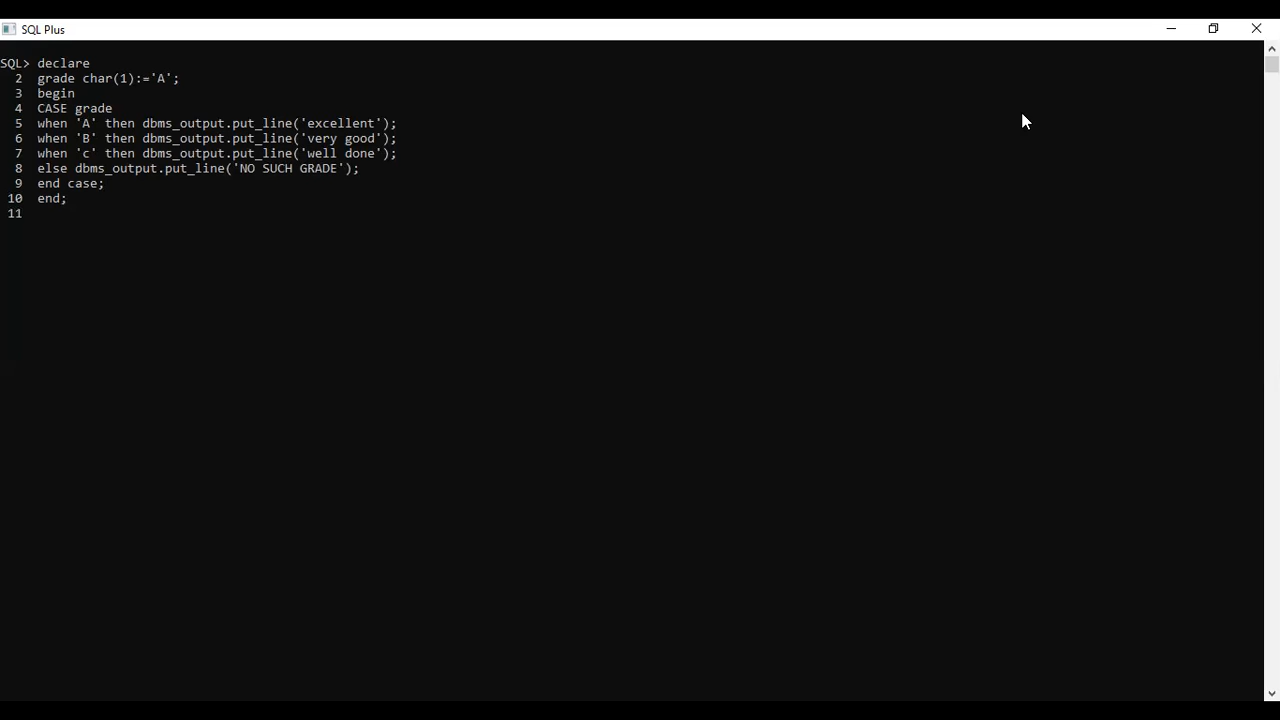 SQL Plus
SQL> declare
2 grade char(1):='A';
3 begin
4 CASE grade
5 when 'A' then dbms_output.put_line('excellent');
6 when 'B' then dbms_output.put_line('very good');
7 when 'c' then dbms_output.put_line('well done');
8 else dbms_output.put_line('NO SUCH GRADE');
9 end case;
10 end;
11